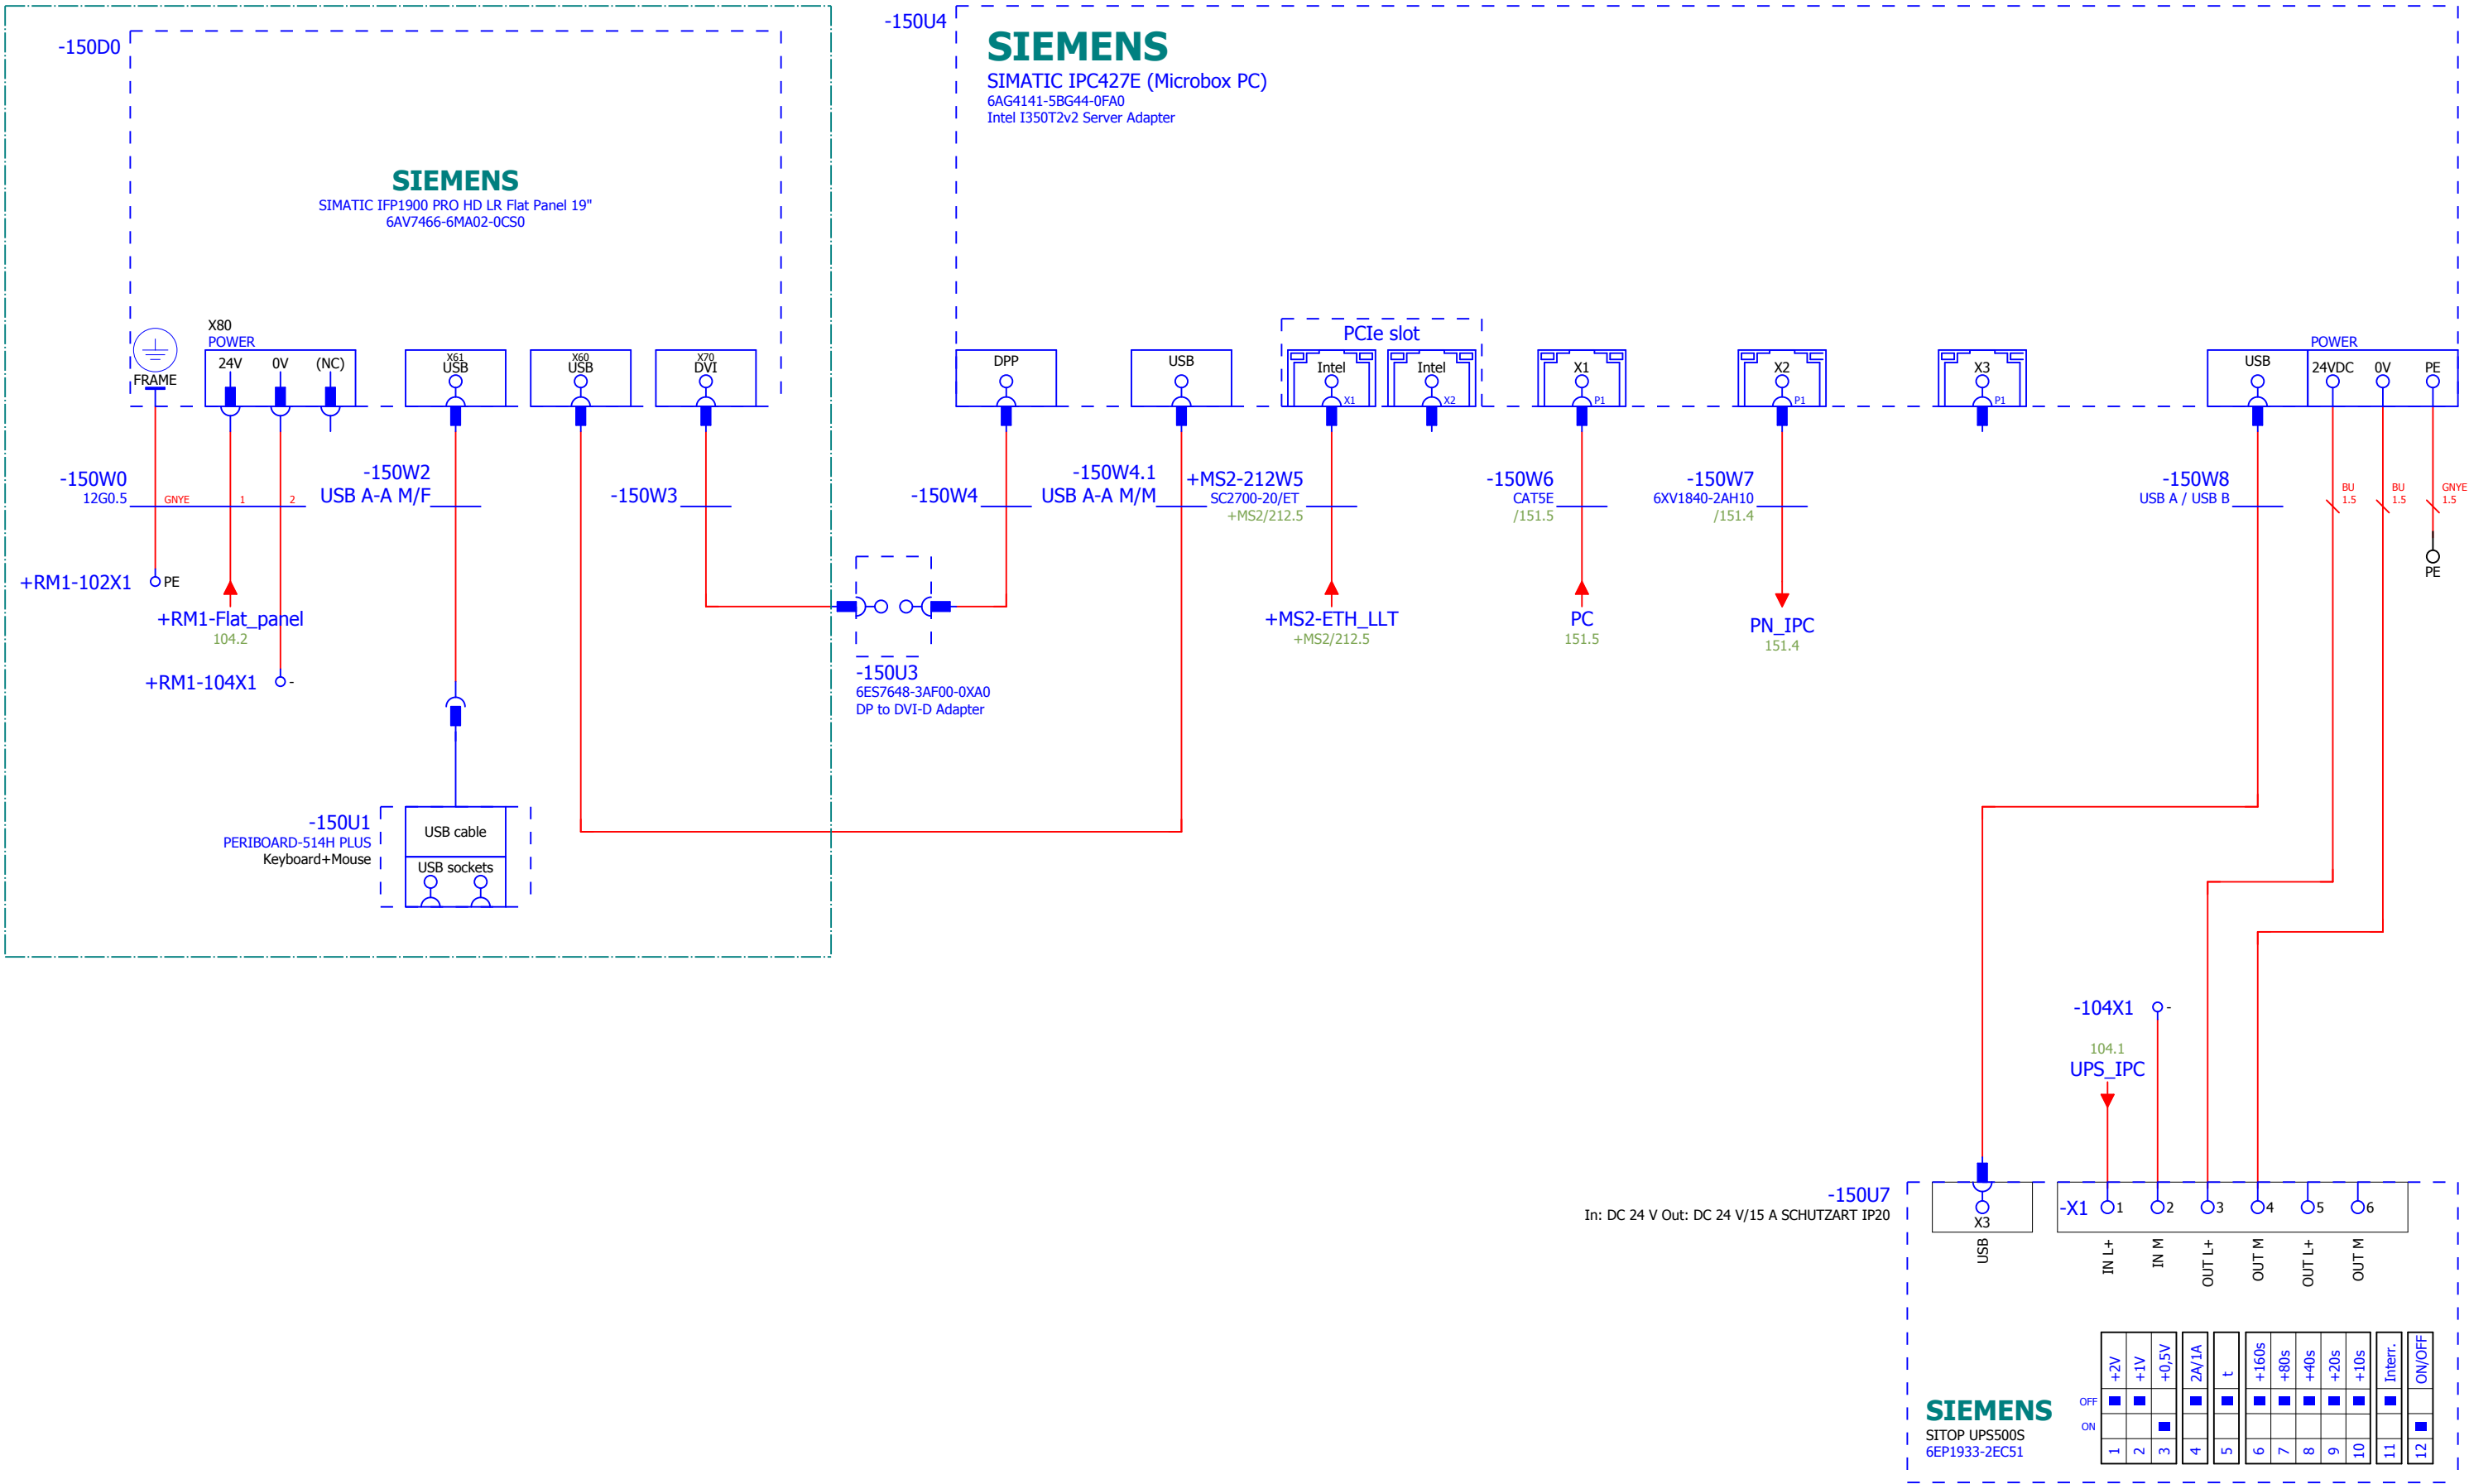 -150D0
SIEMENS
SIMATIC IFP1900 PRO HD LR Flat Panel 19"
6AV7466-6MA02-0CS0
FRAME
X80
POWER
24V
0V
(NC)
X61
USB
X60
USB
X70
DVI
-150W0
12G0.5
GNYE
1
2
-150W2
USB A-A M/F
-150W3
+RM1-102X1
PE
+RM1-Flat_panel
104.2
+RM1-104X1
-
-150U1
PERIBOARD-514H PLUS
Keyboard+Mouse
USB cable
USB sockets
-150U3
6ES7648-3AF00-0XA0
DP to DVI-D Adapter
-150U4
SIEMENS
SIMATIC IPC427E (Microbox PC)
6AG4141-5BG44-0FA0
Intel I350T2v2 Server Adapter
DPP
USB
PCIe slot
Intel
X1
Intel
X2
X1
P1
X2
P1
X3
P1
USB
POWER
24VDC
0V
PE
-150W4
-150W4.1
USB A-A M/M
+MS2-212W5
SC2700-20/ET
+MS2/212.5
-150W6
CAT5E
/151.5
-150W7
6XV1840-2AH10
/151.4
-150W8
USB A / USB B
BU
1.5
BU
1.5
GNYE
1.5
PE
+MS2-ETH_LLT
+MS2/212.5
PC
151.5
PN_IPC
151.4
-104X1
-
104.1
UPS_IPC
-150U7
In: DC 24 V Out: DC 24 V/15 A SCHUTZART IP20
X3
USB
-X1
1
2
3
4
5
6
IN L+
IN M
OUT L+
OUT M
OUT L+
OUT M
SIEMENS
SITOP UPS500S
6EP1933-2EC51
+2V
+1V
+0,5V
2A/1A
t
+160s
+80s
+40s
+20s
+10s
Interr.
ON/OFF
OFF
ON
1
2
3
4
5
6
7
8
9
10
11
12